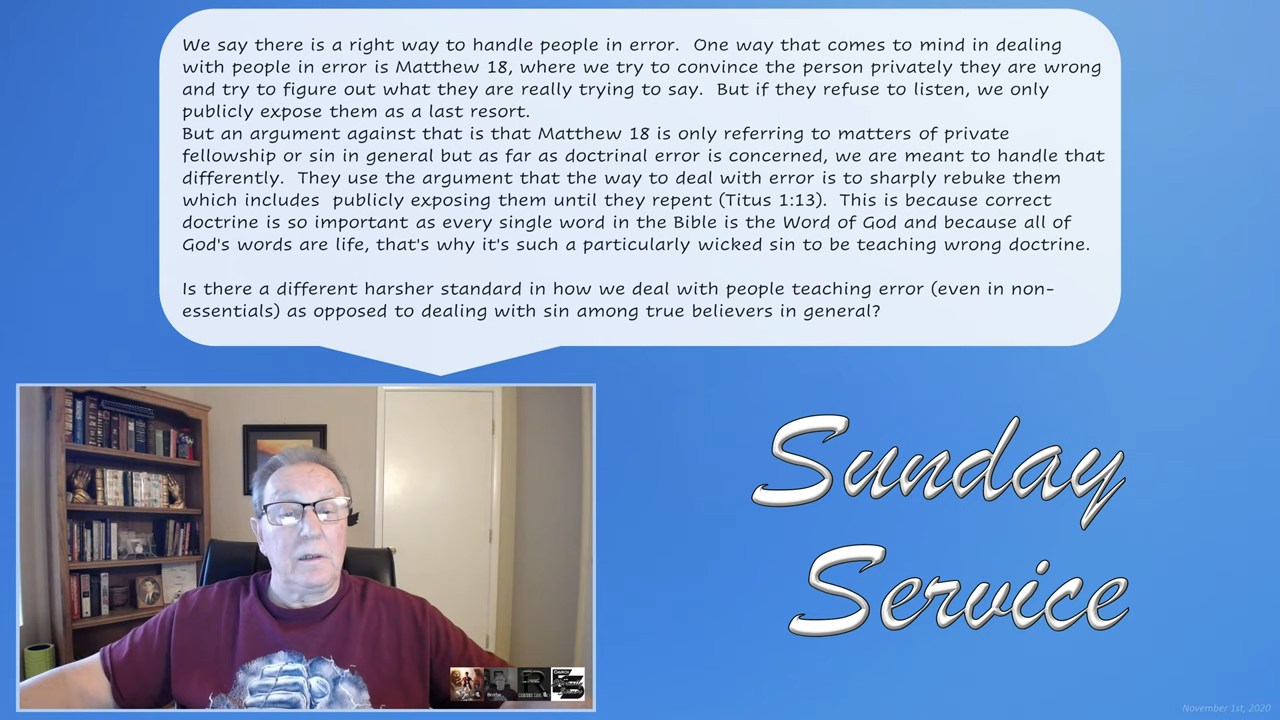 We say there is a right way to handle people in error. One way that comes to mind in dealing
with people in error is Matthew 18, where we try to convince the person privately they are wrong
and try to figure out what they are really trying to say. But if they refuse to listen, we only
publicly expose them as a last resort.
But an argument against that is that Matthew 18 is only referring to matters of private
fellowship or sin in general but as far as doctrinal error is concerned, we are meant to handle that
differently. They use the argument that the way to deal with error is to sharply rebuke them
which includes publicly exposing them until they repent (Titus 1:13). This is because correct
doctrine is so important as every single word in the Bible is the Word of God and because all of
God's words are life, that's why it's such a particularly wicked sin to be teaching wrong doctrine.
Is there a different harsher standard in how we deal with people teaching error (even in non-
essentials) as opposed to dealing with sin among true believers in general?
Sunday
Service
November 1st, 2020